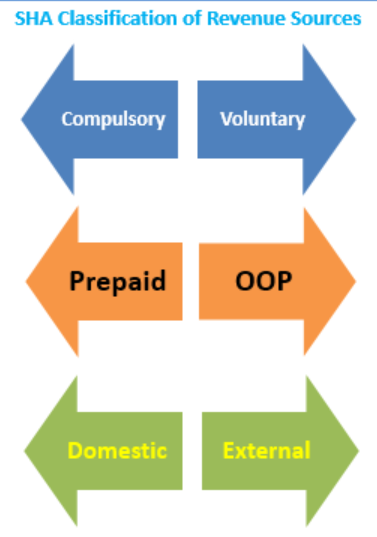 SHA Classification of Revenue Sources
Compulsory Voluntary
Prepaid OOP
Domestic External